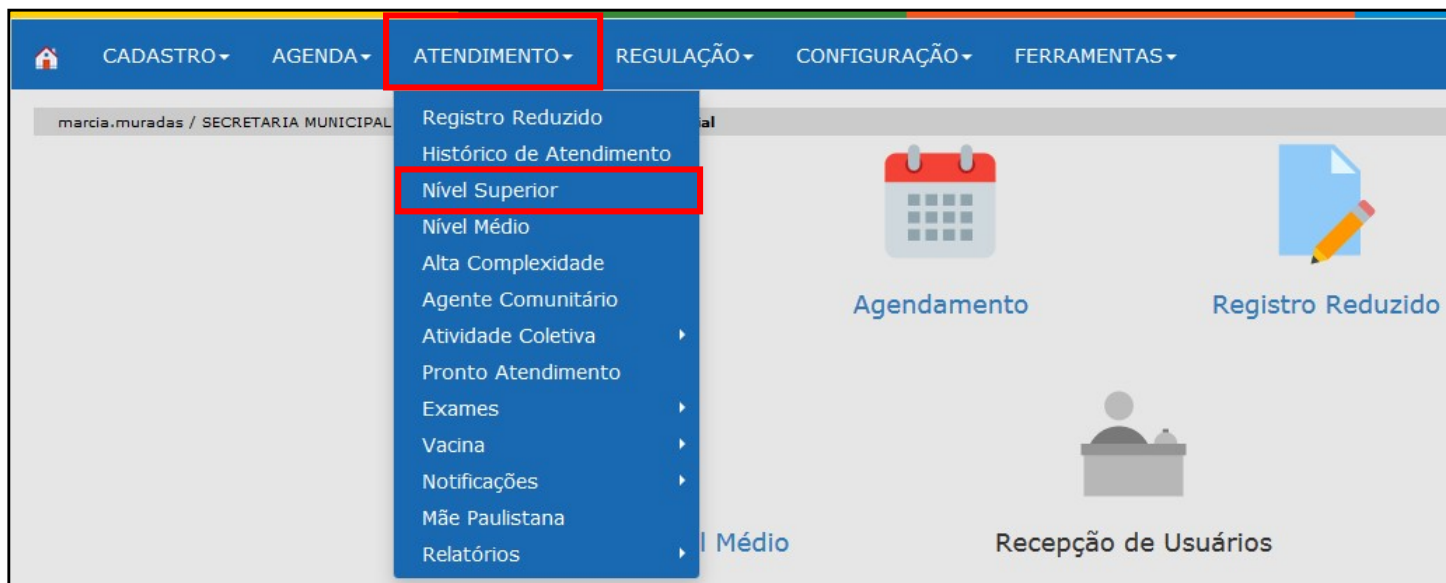 CADASTRO AGENDA ATENDIMENTO REGULAÇÃO CONFIGURAÇÃO FERRAMENTAS
marcia.muradas / SECRETARIA MUNICIPAL
Registro Reduzido
Histórico de Atendimento
Nível Superior
Nível Médio
Alta Complexidade
Agente Comunitário
Atividade Coletiva
Pronto Atendimento
Exames
Vacina
Notificações
Mãe Paulistana
Relatórios
Agendamento
Registro Reduzido
Médio
Recepção de Usuários